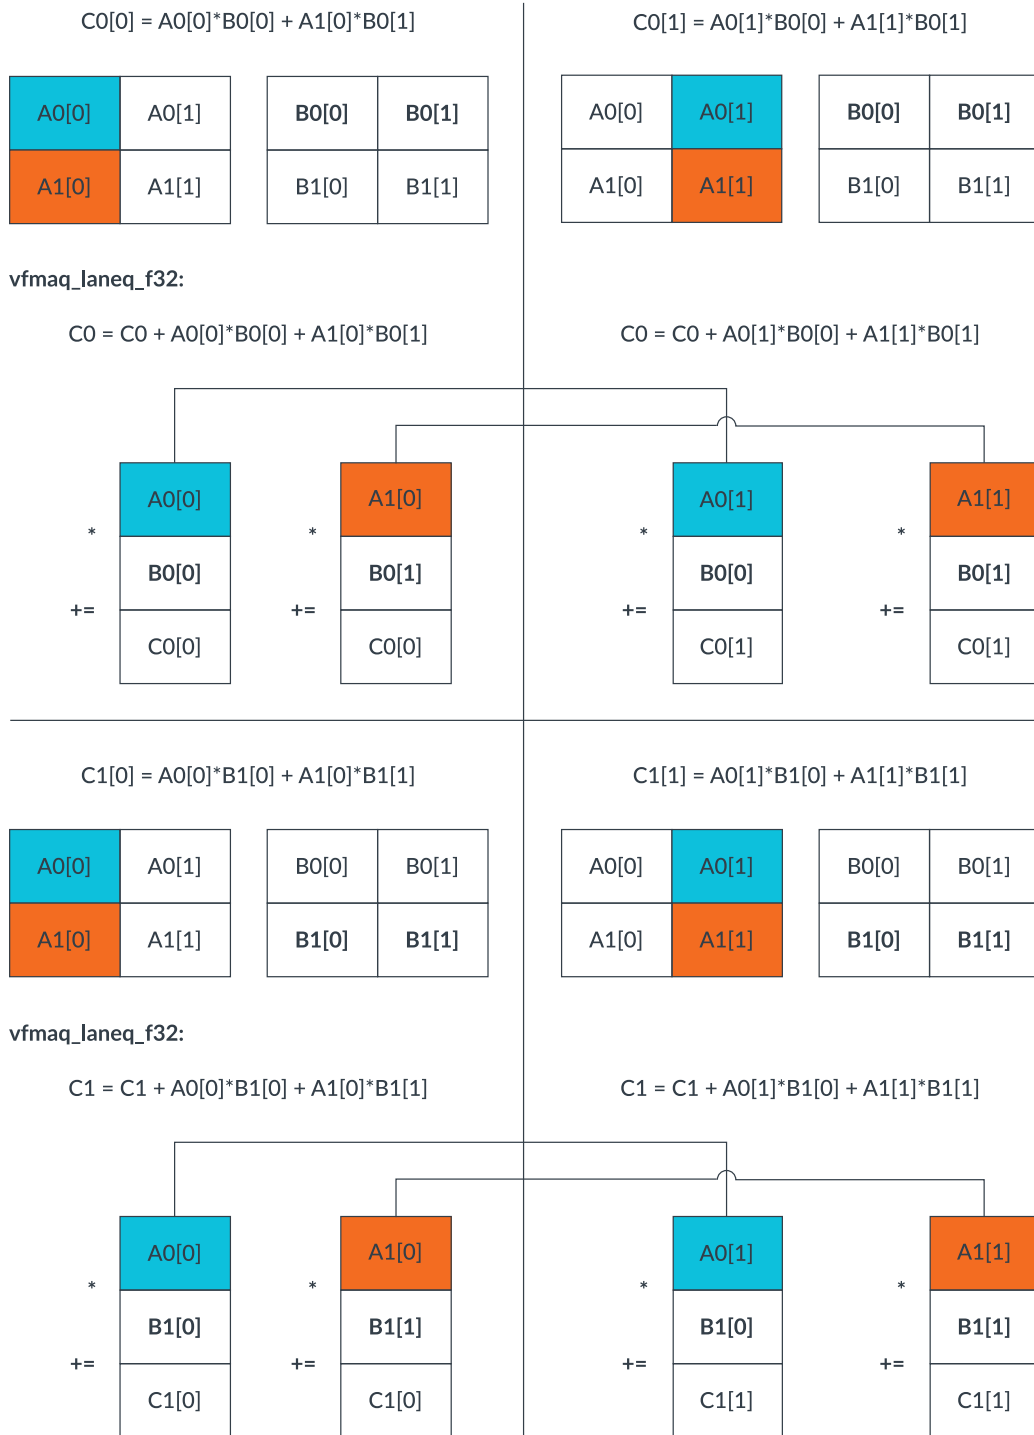 C0[0] = A0[0]*B0[0] + A1[0]*B0[1]
A0[0] A0[1] B0[0] B0[1]
A1[0] A1[1] B1[0] B1[1]
C0[1] = A0[1]*B0[0] + A1[1]*B0[1]
A0[0] A0[1] B0[0] B0[1]
A1[0] A1[1] B1[0] B1[1]
vfmaq_laneq_f32:
C0 = C0 + A0[0]*B0[0] + A1[0]*B0[1]
A0[0] A1[0]
* *
B0[0] B0[1]
+= +=
C0[0] C0[0]
C0 = C0 + A0[1]*B0[0] + A1[1]*B0[1]
A0[1] A1[1]
* *
B0[0] B0[1]
+= +=
C0[1] C0[1]
C1[0] = A0[0]*B1[0] + A1[0]*B1[1]
A0[0] A0[1] B0[0] B0[1]
A1[0] A1[1] B1[0] B1[1]
C1[1] = A0[1]*B1[0] + A1[1]*B1[1]
A0[0] A0[1] B0[0] B0[1]
A1[0] A1[1] B1[0] B1[1]
vfmaq_laneq_f32:
C1 = C1 + A0[0]*B1[0] + A1[0]*B1[1]
A0[0] A1[0]
* *
B1[0] B1[1]
+= +=
C1[0] C1[0]
C1 = C1 + A0[1]*B1[0] + A1[1]*B1[1]
A0[1] A1[1]
* *
B1[0] B1[1]
+= +=
C1[1] C1[1]